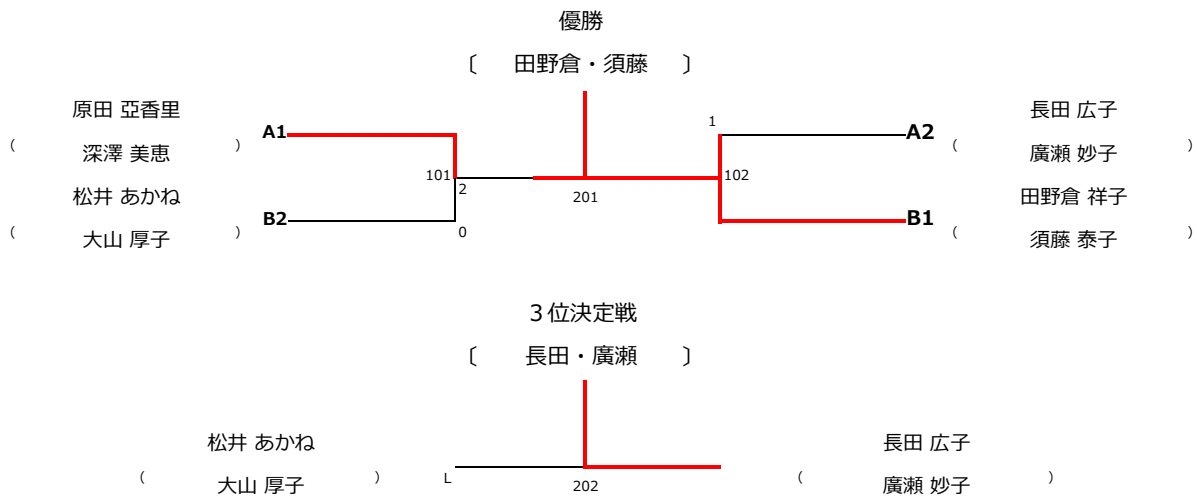 優勝
〔 田野倉・須藤 〕
原田 亞香里
( 深澤 美恵 )
A1
松井 あかね
( 大山 厚子 )
B2
101
2
0
201
1
102
A2
長田 広子
( 廣瀬 妙子 )
B1
田野倉 祥子
( 須藤 泰子 )
３位決定戦
〔 長田・廣瀬 〕
松井 あかね
( 大山 厚子 )
L
202
長田 広子
( 廣瀬 妙子 )